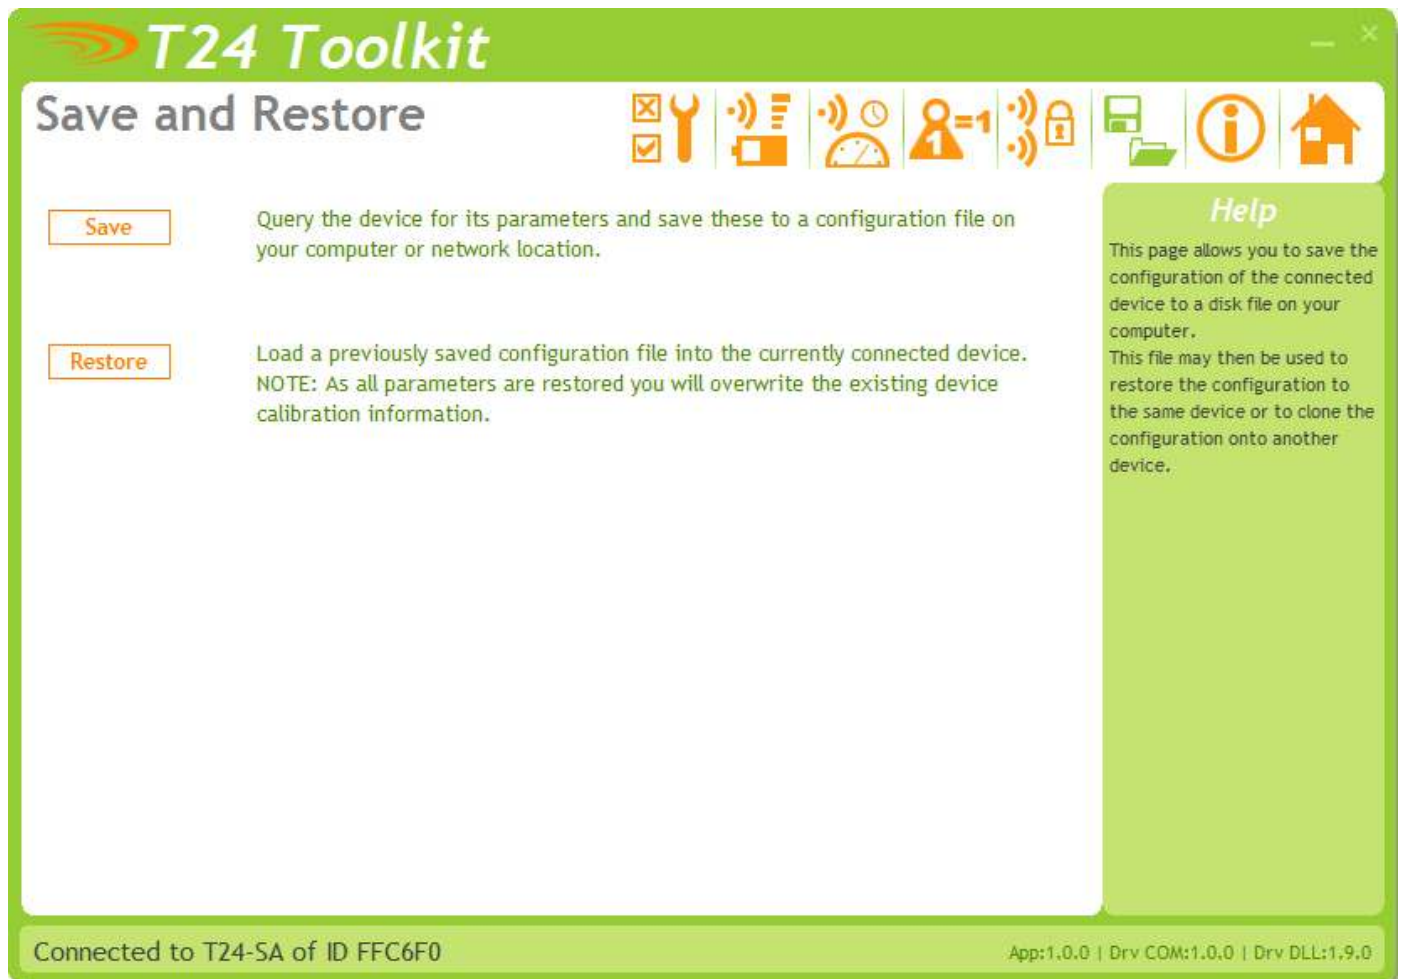 T24 Toolkit
Save and Restore
1
=1
1
Save
Query the device for its parameters and save these to a configuration file on
your computer or network location.
Restore
Load a previously saved configuration file into the currently connected device.
NOTE: As all parameters are restored you will overwrite the existing device
calibration information.
Help
This page allows you to save the
configuration of the connected
device to a disk file on your
computer.
This file may then be used to
restore the configuration to
the same device or to clone the
configuration onto another
device.
Connected to T24-SA of ID FFC6F0
App:1.0.0 | Drv COM:1.0.0 | Drv DLL:1.9.0